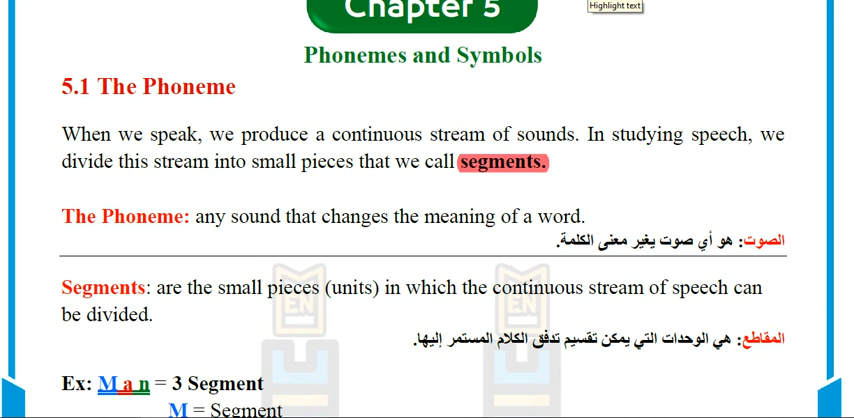 Chapter 5
Highlight text
Phonemes and Symbols
5.1 The Phoneme
When we speak, we produce a continuous stream of sounds. In studying speech, we
divide this stream into small pieces that we call segments.
The Phoneme: any sound that changes the meaning of a word.
الصوت: هو أي صوت يغير معنى الكلمة.
Segments: are the small pieces (units) in which the continuous stream of speech can
be divided.
المقاطع: هي الوحدات التي يمكن تقسيم تدفق الكلام المستمر إليها.
Ex: M a n = 3 Segment
M = Segment
EN
EN